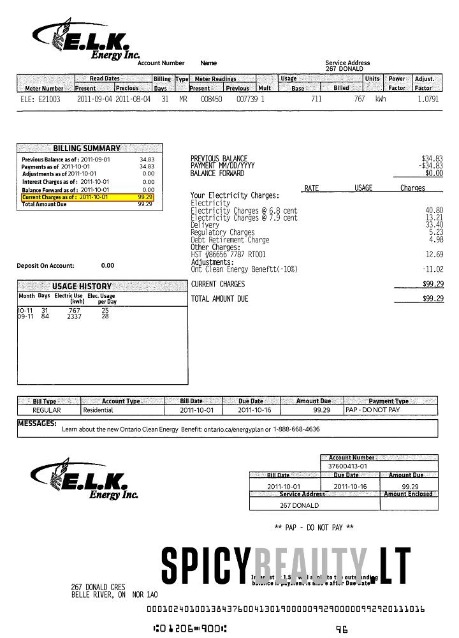 E.L.K.
Energy Inc.
Account Number Name Service Address
267 DONALD
Read Dates Billing Type Meter Readings Usage Units Power Adjust.
Meter Number Present Previous Days Present Previous Mult Base Billed Factor Factor
ELE: E21003 2011-09-04 2011-08-04 31 MR 008450 007739 1 711 767 kWh 1.0791
BILLING SUMMARY
Previous Balance as of : 2011-09-01 34.83
Payments as of : 2011-10-01 34.83
Adjustments as of : 2011-10-01 0.00
Interest Charges as of : 2011-10-01 0.00
Balance Forward as of : 2011-10-01 0.00
Current Charges as of : 2011-10-01 99.29
Total Amount Due 99.29
PREVIOUS BALANCE $34.83
PAYMENT MM/DD/YYYY -$34.83
BALANCE FORWARD $0.00
RATE USAGE Charges
Your Electricity Charges:
Electricity
Electricity Charges @ 6.8 cent 40.80
Electricity Charges @ 7.9 cent 13.21
Delivery 33.40
Regulatory Charges 5.23
Debt Retirement Charge 4.98
Other Charges:
HST #86656 7787 RT001 12.69
Adjustments:
Ont Clean Energy Benefit(-10%) -11.02
CURRENT CHARGES $99.29
TOTAL AMOUNT DUE $99.29
Deposit On Account: 0.00
USAGE HISTORY
Month Days Electric Use Elec. Usage
(kwh) per Day
10-11 31 767 25
09-11 84 2337 28
Bill Type Account Type Bill Date Due Date Amount Due Payment Type
REGULAR Residential 2011-10-01 2011-10-16 99.29 PAP - DO NOT PAY
MESSAGES:
Learn about the new Ontario Clean Energy Benefit: ontario.ca/energyplan or 1-888-668-4636
E.L.K.
Energy Inc.
Account Number
37600413-01
Bill Date Due Date Amount Due
2011-10-01 2011-10-16 99.29
Service Address Amount Enclosed
267 DONALD
** PAP - DO NOT PAY **
SPICYBEAUTY.LT
267 DONALD CRES
BELLE RIVER, ON N0R 1A0